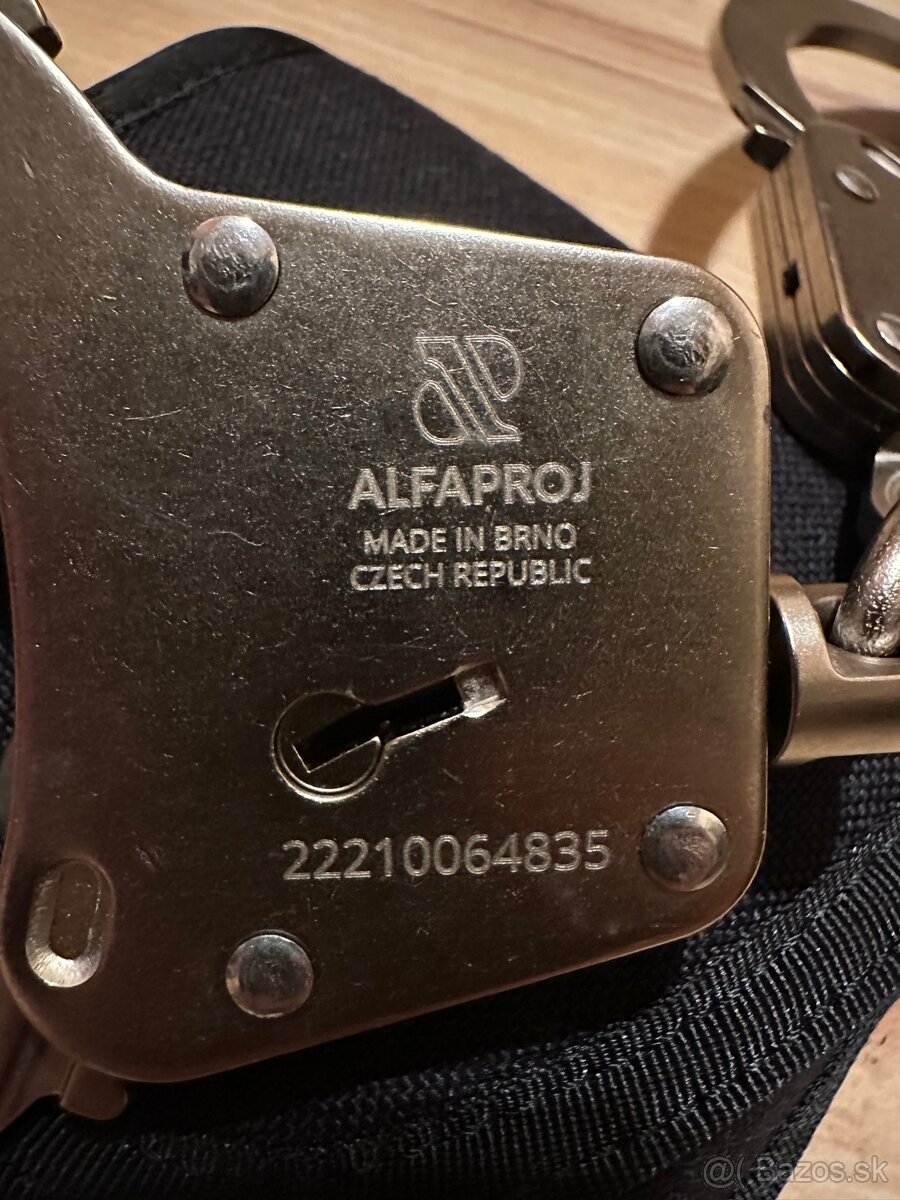 ALFAPROJ
MADE IN BRNO
CZECH REPUBLIC
22210064835
@( Bazos.sk